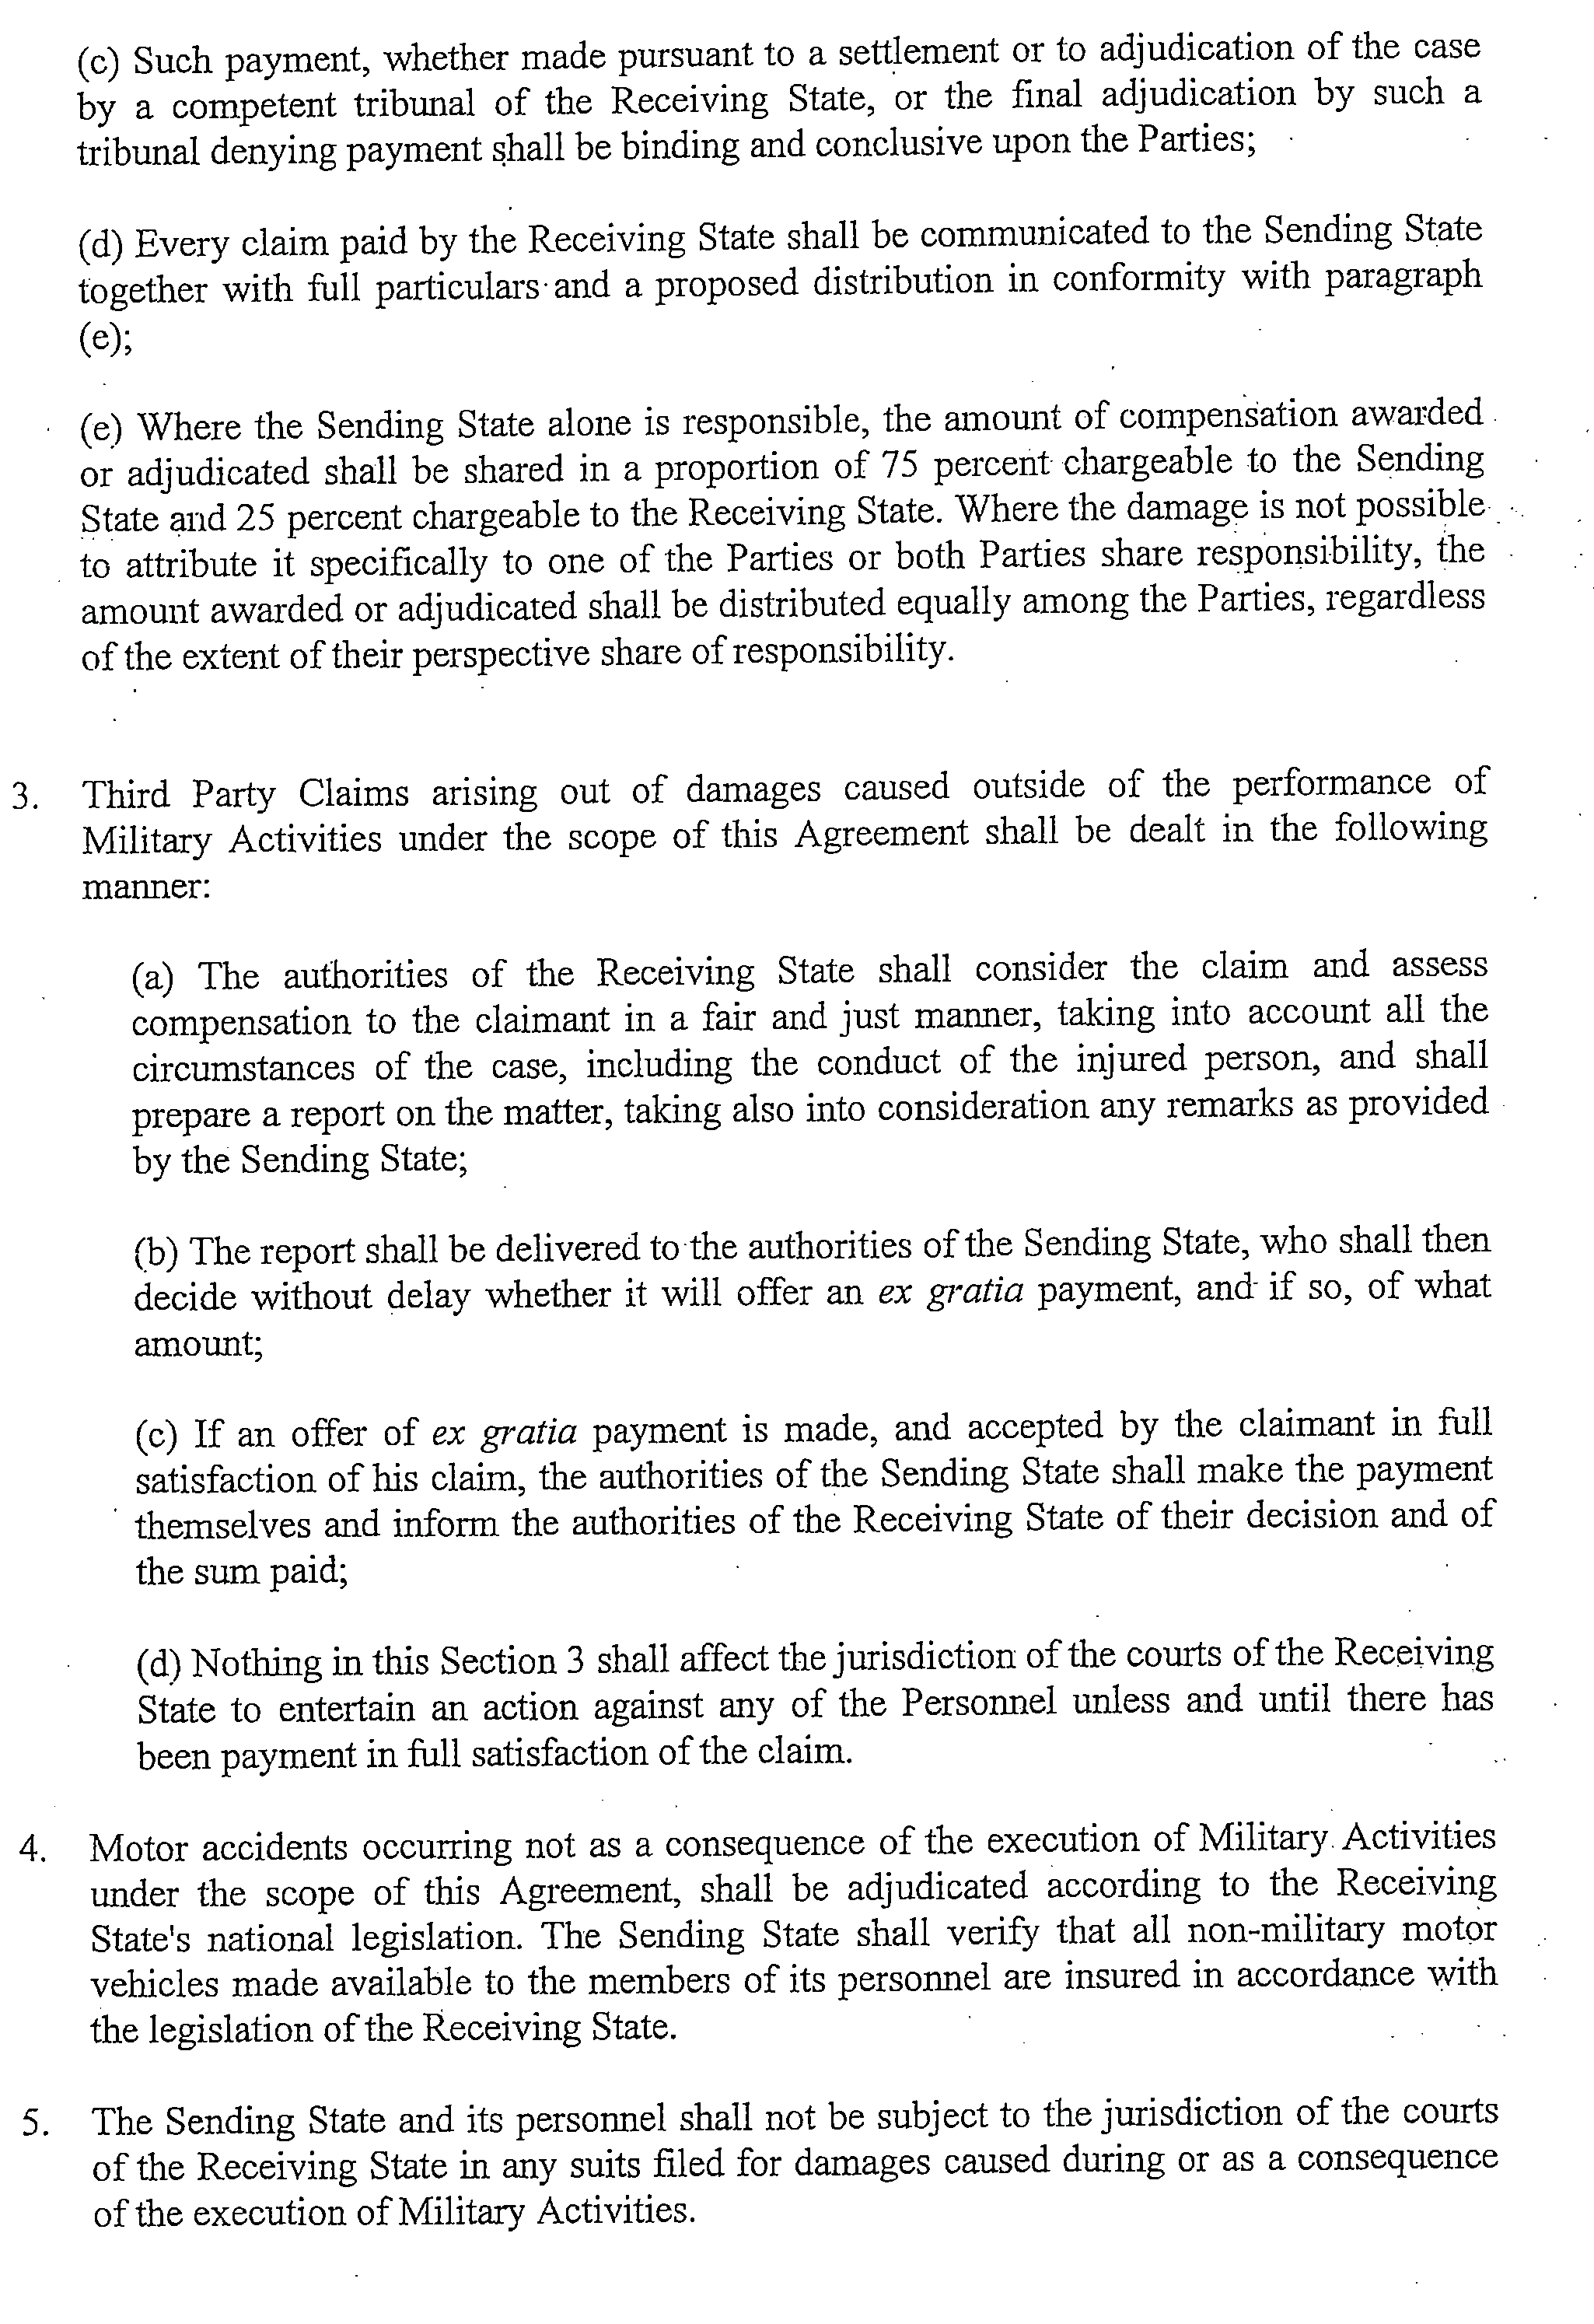 (c) Such payment, whether made pursuant to a settlement or to adjudication of the case
by a competent tribunal of the Receiving State, or the final adjudication by such a
tribunal denying payment shall be binding and conclusive upon the Parties;
(d) Every claim paid by the Receiving State shall be communicated to the Sending State
together with full particulars and a proposed distribution in conformity with paragraph
(e);
(e) Where the Sending State alone is responsible, the amount of compensation awarded
or adjudicated shall be shared in a proportion of 75 percent chargeable to the Sending
State and 25 percent chargeable to the Receiving State. Where the damage is not possible
to attribute it specifically to one of the Parties or both Parties share responsibility, the
amount awarded or adjudicated shall be distributed equally among the Parties, regardless
of the extent of their perspective share of responsibility.
3. Third Party Claims arising out of damages caused outside of the performance of
Military Activities under the scope of this Agreement shall be dealt in the following
manner:
(a) The authorities of the Receiving State shall consider the claim and assess
compensation to the claimant in a fair and just manner, taking into account all the
circumstances of the case, including the conduct of the injured person, and shall
prepare a report on the matter, taking also into consideration any remarks as provided
by the Sending State;
(b) The report shall be delivered to the authorities of the Sending State, who shall then
decide without delay whether it will offer an ex gratia payment, and if so, of what
amount;
(c) If an offer of ex gratia payment is made, and accepted by the claimant in full
satisfaction of his claim, the authorities of the Sending State shall make the payment
themselves and inform the authorities of the Receiving State of their decision and of
the sum paid;
(d) Nothing in this Section 3 shall affect the jurisdiction of the courts of the Receiving
State to entertain an action against any of the Personnel unless and until there has
been payment in full satisfaction of the claim.
4. Motor accidents occurring not as a consequence of the execution of Military Activities
under the scope of this Agreement, shall be adjudicated according to the Receiving
State's national legislation. The Sending State shall verify that all non-military motor
vehicles made available to the members of its personnel are insured in accordance with
the legislation of the Receiving State.
5. The Sending State and its personnel shall not be subject to the jurisdiction of the courts
of the Receiving State in any suits filed for damages caused during or as a consequence
of the execution of Military Activities.